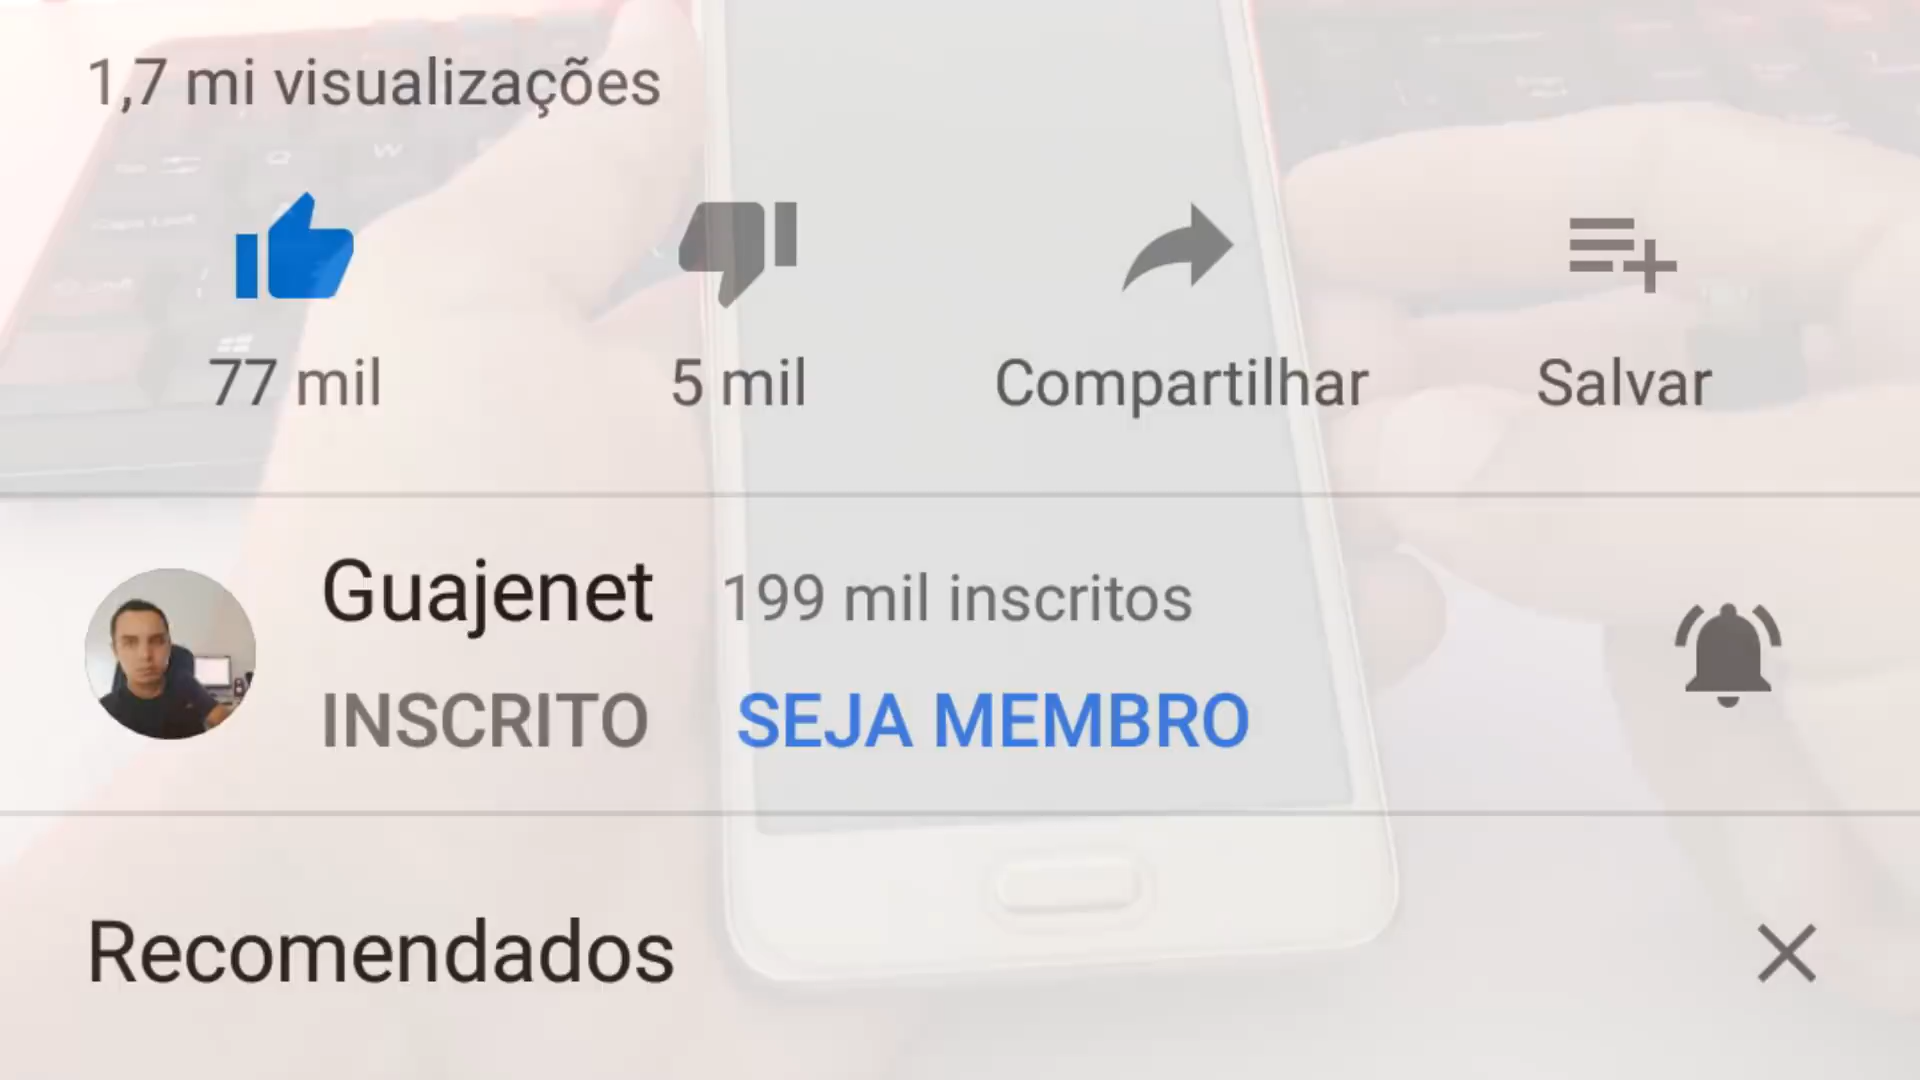 1,7 mi visualizações
77 mil 5 mil Compartilhar Salvar
Guajenet 199 mil inscritos
INSCRITO SEJA MEMBRO
Recomendados